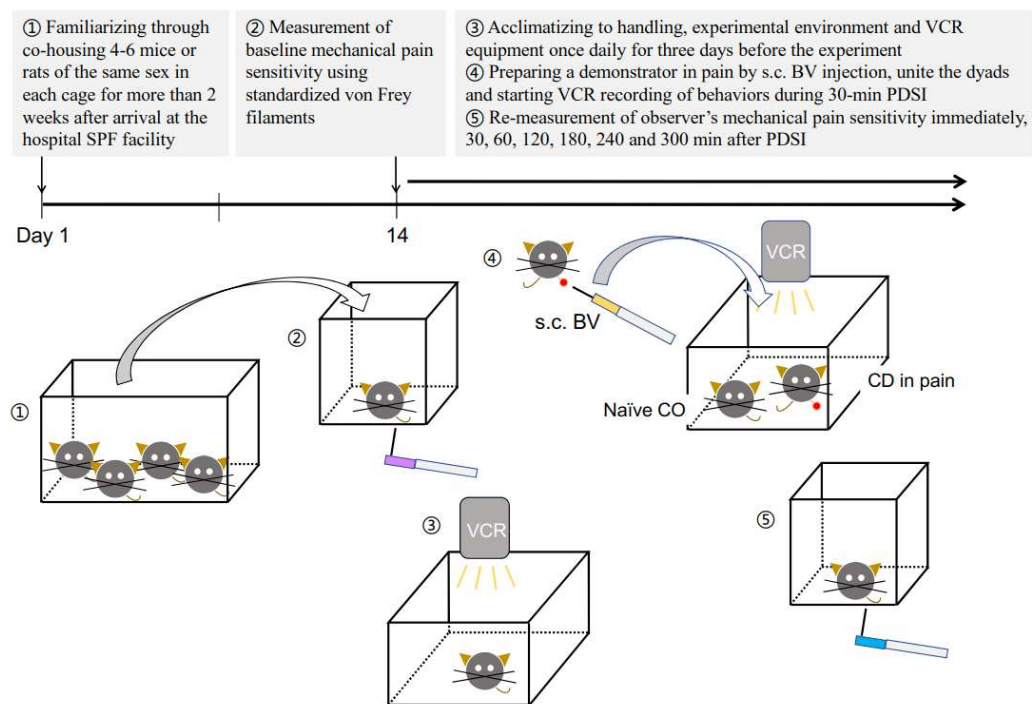 ① Familiarizing through
co-housing 4-6 mice or
rats of the same sex in
each cage for more than 2
weeks after arrival at the
hospital SPF facility
② Measurement of
baseline mechanical pain
sensitivity using
standardized von Frey
filaments
③ Acclimatizing to handling, experimental environment and VCR
equipment once daily for three days before the experiment
④ Preparing a demonstrator in pain by s.c. BV injection, unite the dyads
and starting VCR recording of behaviors during 30-min PDSI
⑤ Re-measurement of observer's mechanical pain sensitivity immediately,
30, 60, 120, 180, 240 and 300 min after PDSI
Day 1
14
④
VCR
s.c. BV
②
CD in pain
Naïve CO
①
⑤
③
VCR